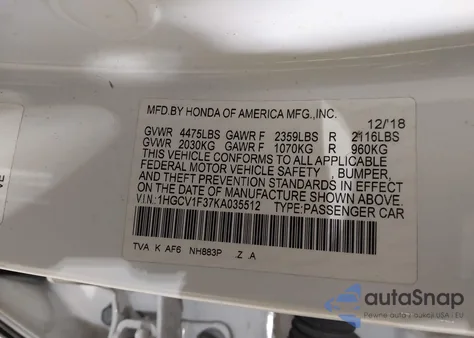 MFD.BY HONDA OF AMERICA MFG.,INC.
12/18
GVWR 4475LBS GAWR F 2359LBS R 2116LBS
GVWR 2030KG GAWR F 1070KG R 960KG
THIS VEHICLE CONFORMS TO ALL APPLICABLE
FEDERAL MOTOR VEHICLE SAFETY , BUMPER,
AND THEFT PREVENTION STANDARDS IN EFFECT
ON THE DATE OF MANUFACTURE SHOWN ABOVE.
V.I.N.:1HGCV1F37KA035512 TYPE:PASSENGER CAR
TVA K AF6 NH883P Z .A
autoSnap